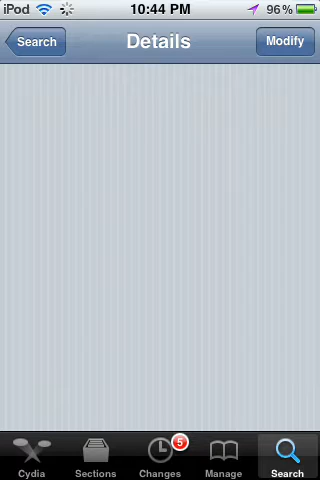 iPod 10:44 PM 96%
Search Details Modify
5
Cydia Sections Changes Manage Search